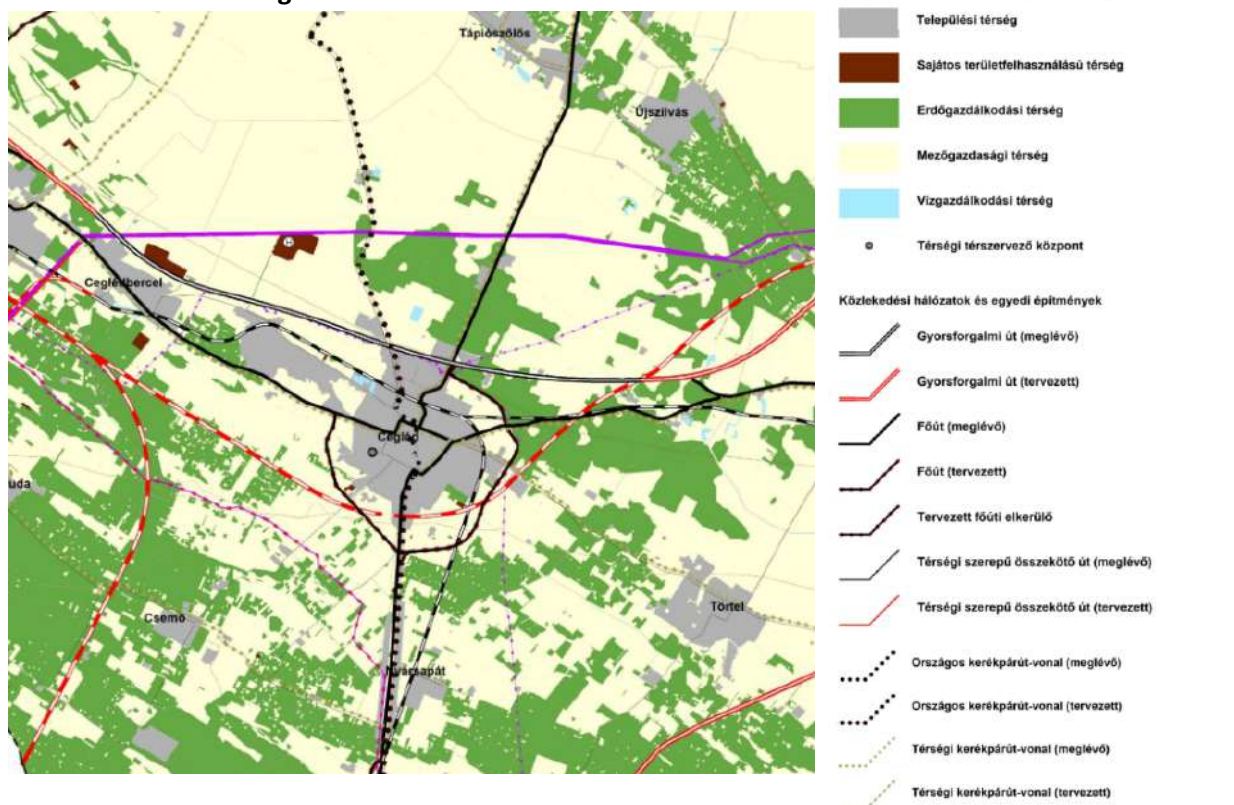 Tápiószőlős
Újszilvás
Ceglédbercel
Cegléd
Csemő
Törtel
Nyársapát
Települési térség
Sajátos területfelhasználású térség
Erdőgazdálkodási térség
Mezőgazdasági térség
Vízgazdálkodási térség
Térségi térszervező központ
Közlekedési hálózatok és egyedi építmények
Gyorsforgalmi út (meglévő)
Gyorsforgalmi út (tervezett)
Főút (meglévő)
Főút (tervezett)
Tervezett főúti elkerülő
Térségi szerepű összekötő út (meglévő)
Térségi szerepű összekötő út (tervezett)
Országos kerékpárút-vonal (meglévő)
Országos kerékpárút-vonal (tervezett)
Térségi kerékpárút-vonal (meglévő)
Térségi kerékpárút-vonal (tervezett)